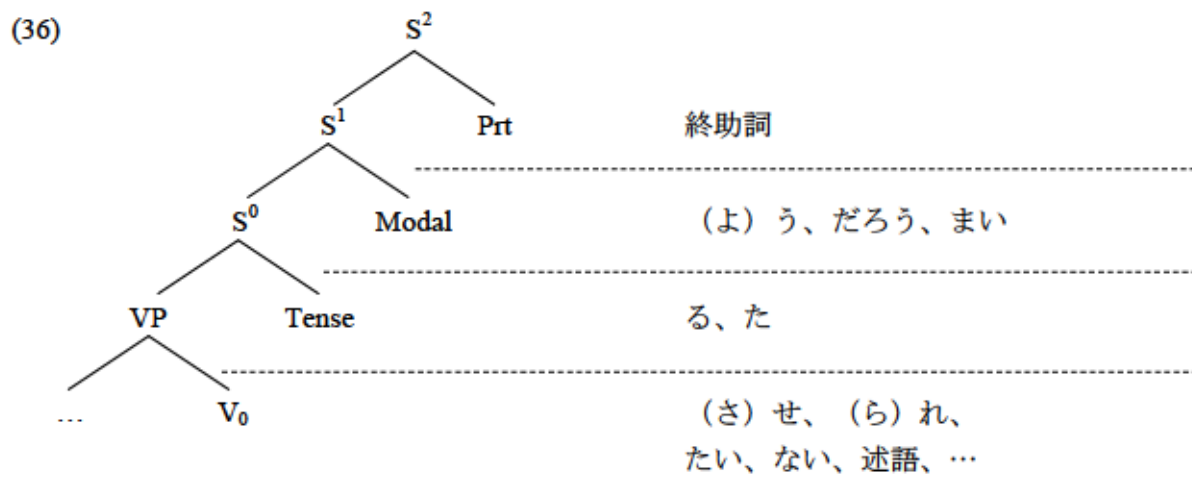 (36)
S²
S¹ Prt 終助詞
S⁰ Modal （よ）う、だろう、まい
VP Tense る、た
… V₀ （さ）せ、（ら）れ、
たい、ない、述語、…